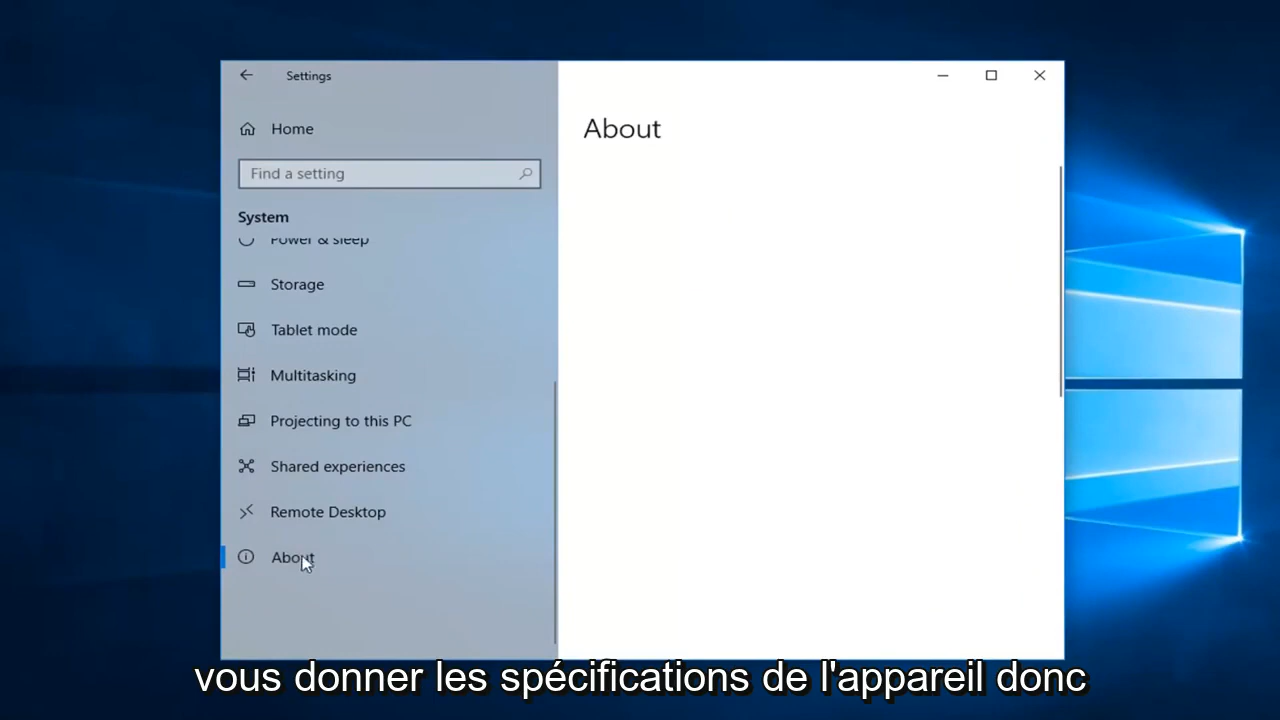 Settings
Home
Find a setting
System
Power & sleep
Storage
Tablet mode
Multitasking
Projecting to this PC
Shared experiences
Remote Desktop
About
About
vous donner les spécifications de l'appareil donc